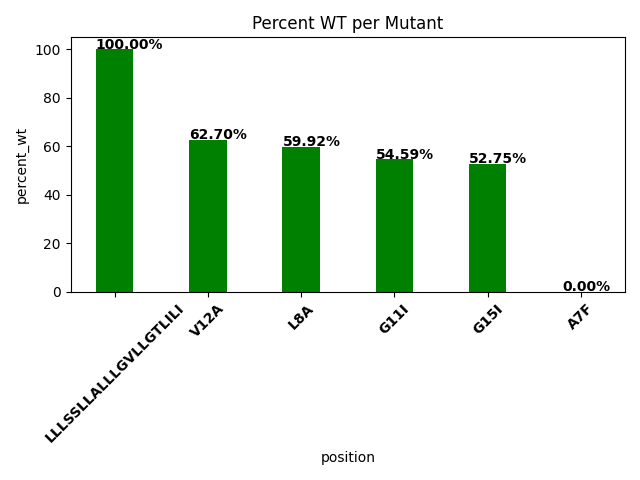 Percent WT per Mutant
percent_wt
100
80
60
40
20
0
100.00%
62.70%
59.92%
54.59%
52.75%
0.00%
LLLSSLLALLLGVLLGTLILI
V12A
L8A
G11I
G15I
A7F
position